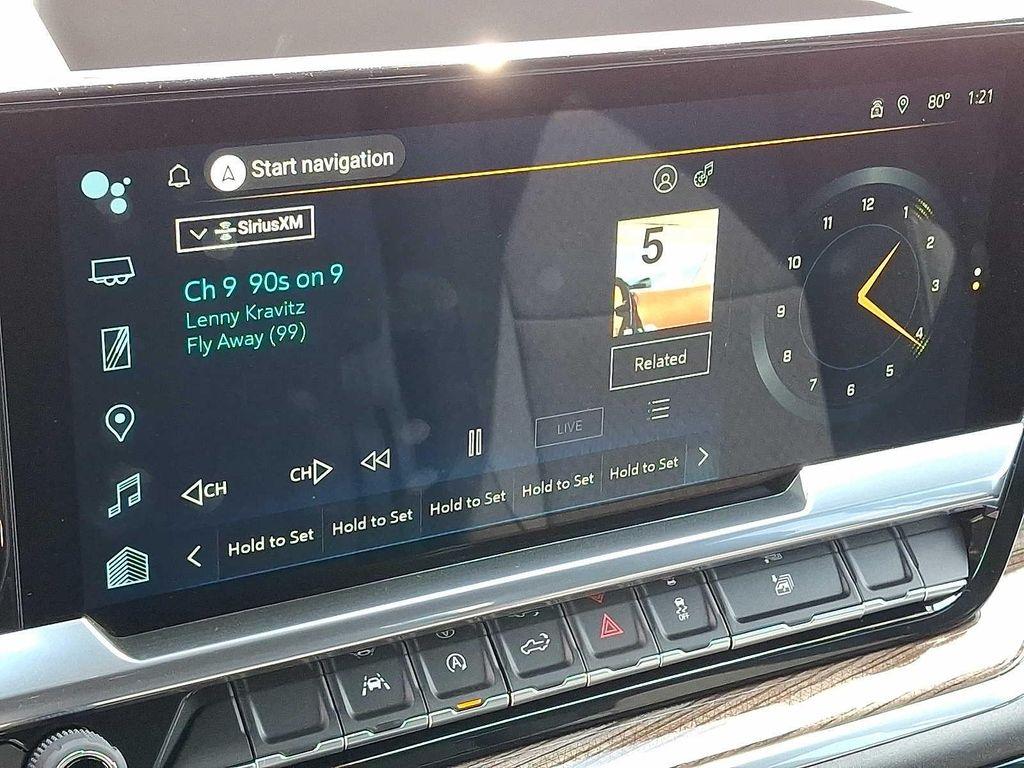 80° 1:21
Start navigation
SiriusXM
Ch 9 90s on 9
Lenny Kravitz
Fly Away (99)
5
Related
12
1
2
3
4
5
6
7
8
9
10
11
LIVE
CH
CH
Hold to Set
Hold to Set
Hold to Set
Hold to Set
Hold to Set
A
OFF